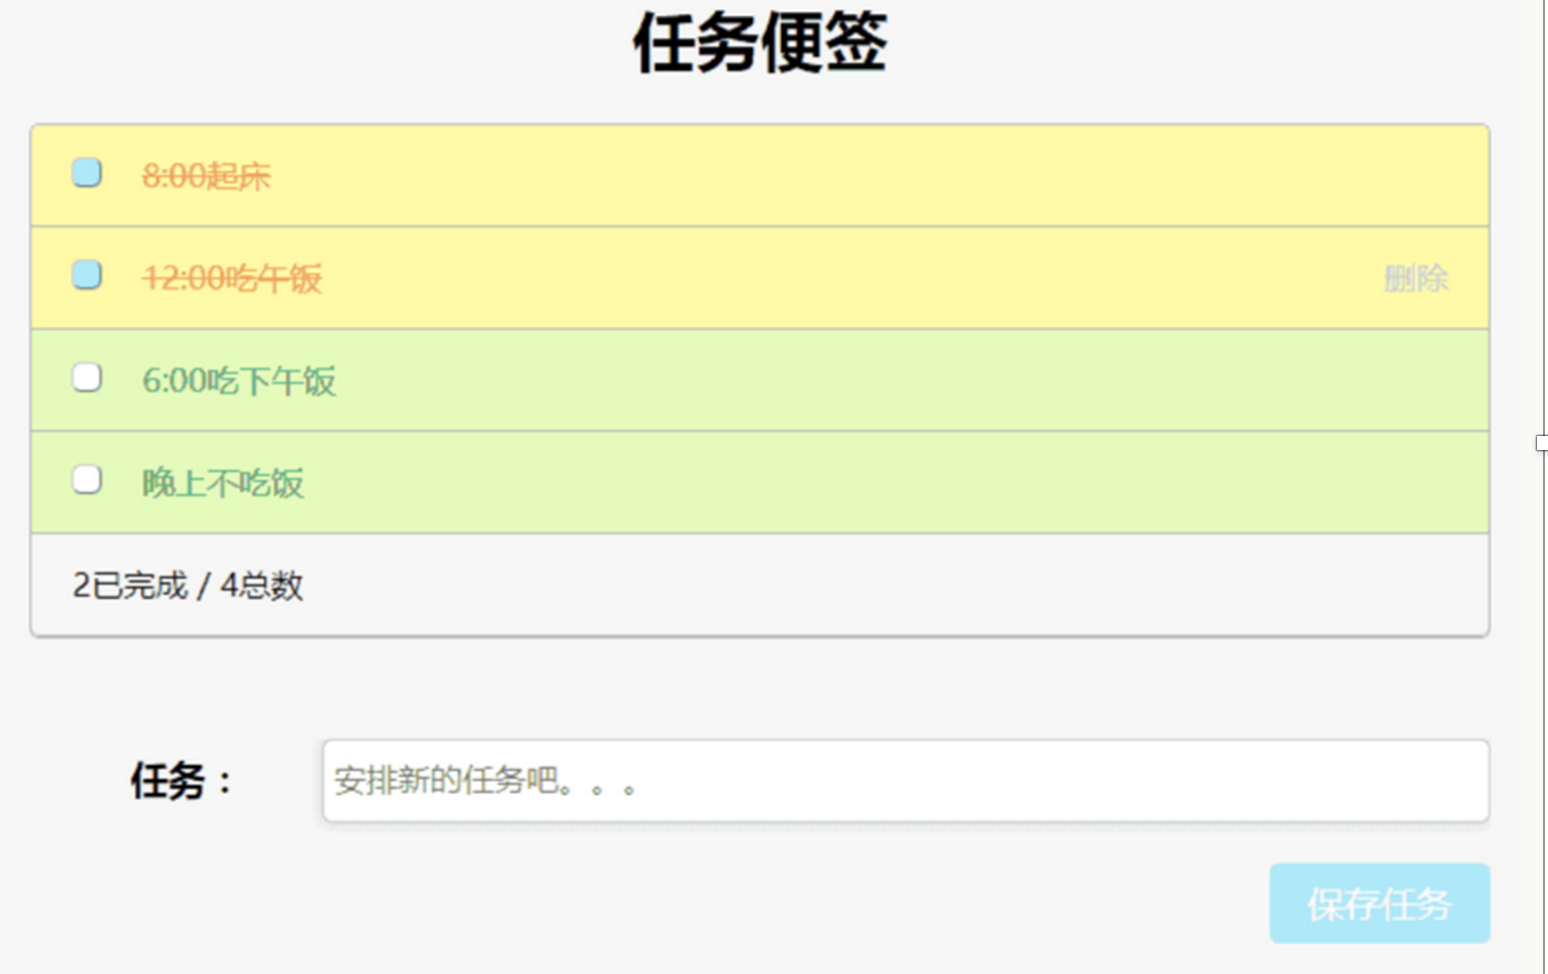 任务便签
8:00起床
12:00吃午饭 删除
6:00吃下午饭
晚上不吃饭
2已完成 / 4总数
任务：
安排新的任务吧。。。
保存任务